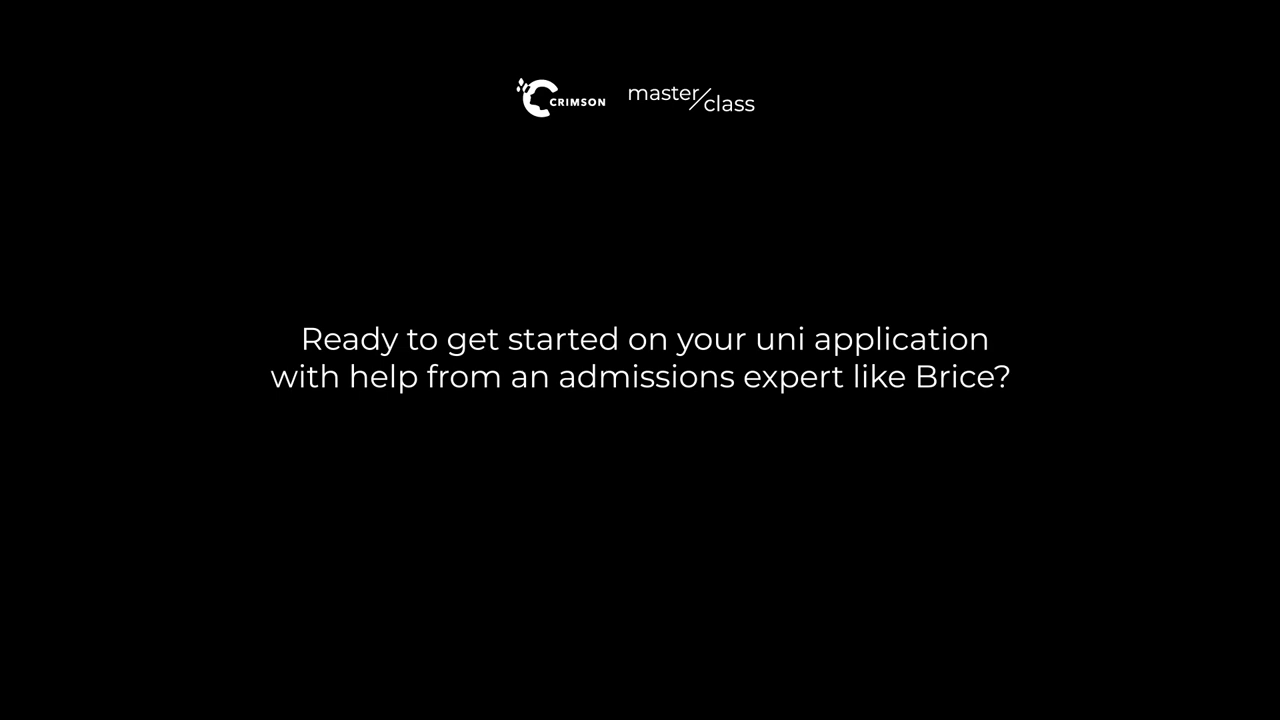 CRIMSON master/class
Ready to get started on your uni application
with help from an admissions expert like Brice?